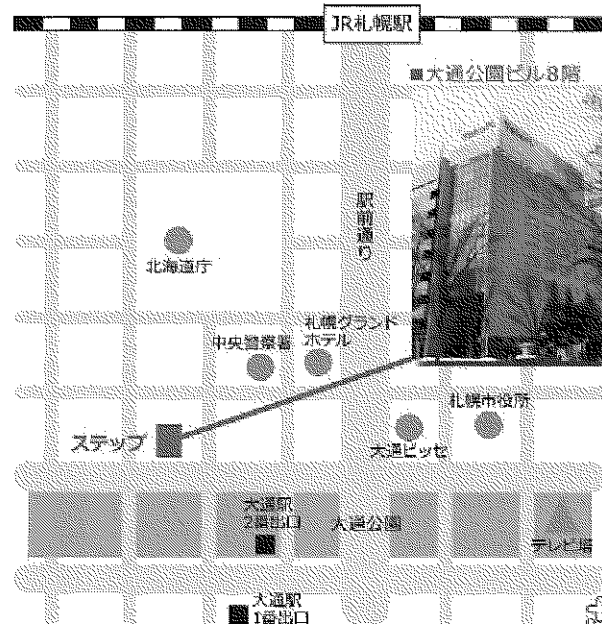 JR札幌駅
■大通公園ビル8階
駅前通り
北海道庁
札幌グランド
ホテル
中央警察署
札幌市役所
ステップ
大通ビッセ
大通駅
2番出口
大通公園
テレビ塔
大通駅
1番出口